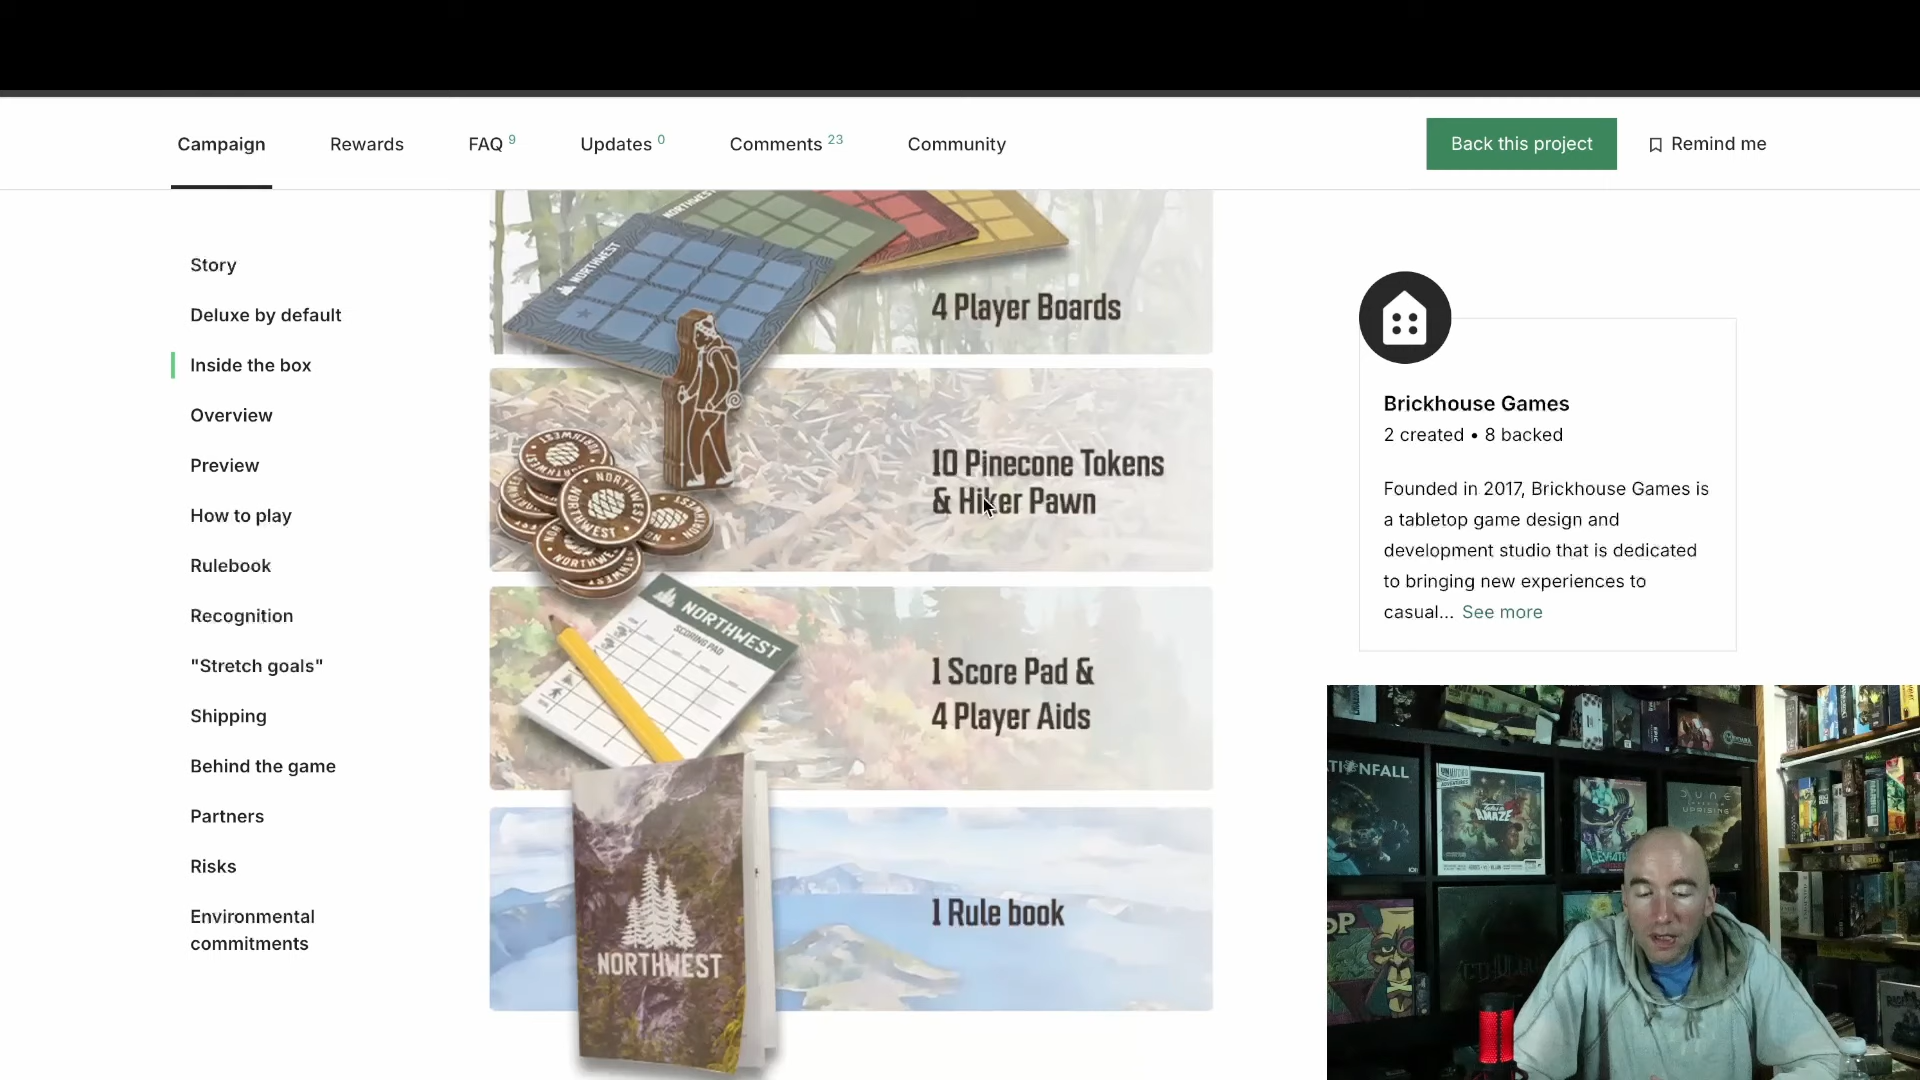 Campaign
Rewards
FAQ 9
Updates 0
Comments 23
Community
Back this project
Remind me
Story
Deluxe by default
Inside the box
Overview
Preview
How to play
Rulebook
Recognition
"Stretch goals"
Shipping
Behind the game
Partners
Risks
Environmental
commitments
NORTHWEST
NORTHWEST
4 Player Boards
NORTHWEST
10 Pinecone Tokens
& Hiker Pawn
NORTHWEST
SCORING PAD
1 Score Pad &
4 Player Aids
NORTHWEST
1 Rule book
Brickhouse Games
2 created • 8 backed
Founded in 2017, Brickhouse Games is
a tabletop game design and
development studio that is dedicated
to bringing new experiences to
casual... See more
DUNE
UPRISING